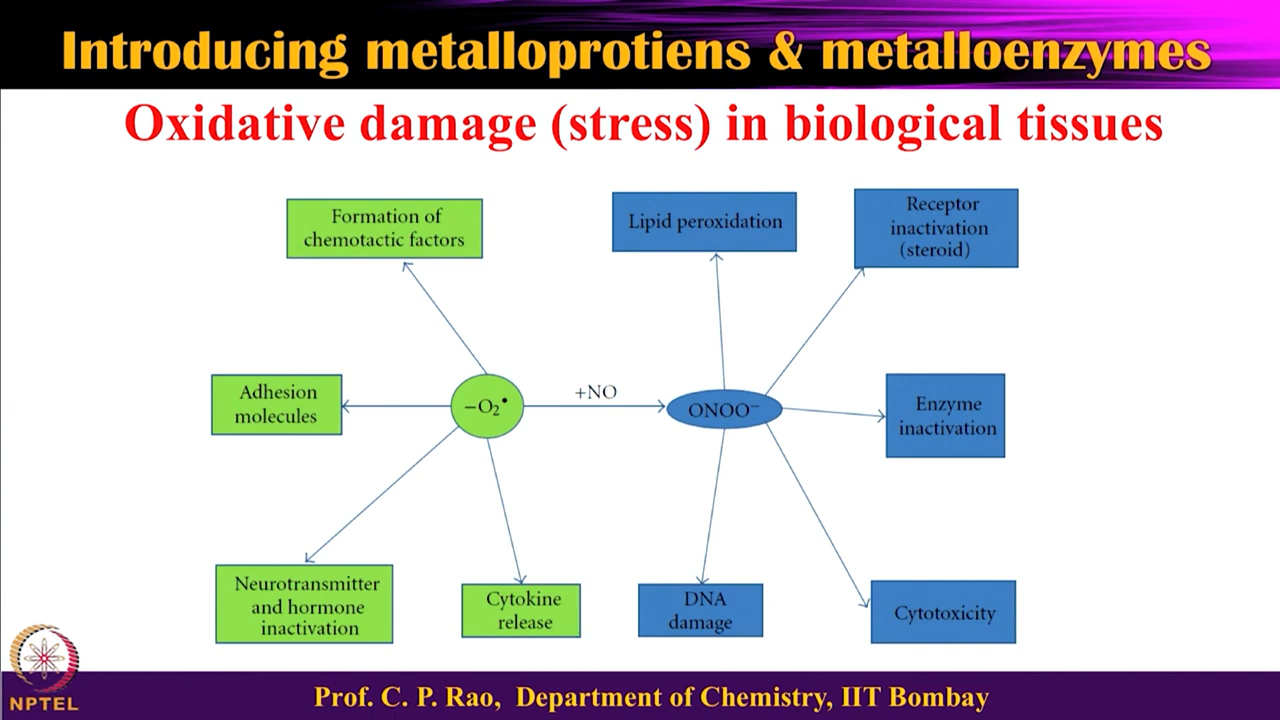 Introducing metalloprotiens & metalloenzymes
Oxidative damage (stress) in biological tissues
Formation of
chemotactic factors
Lipid peroxidation
Receptor
inactivation
(steroid)
Adhesion
molecules
−O₂•
+NO
ONOO⁻
Enzyme
inactivation
Neurotransmitter
and hormone
inactivation
Cytokine
release
DNA
damage
Cytotoxicity
NPTEL
Prof. C. P. Rao, Department of Chemistry, IIT Bombay